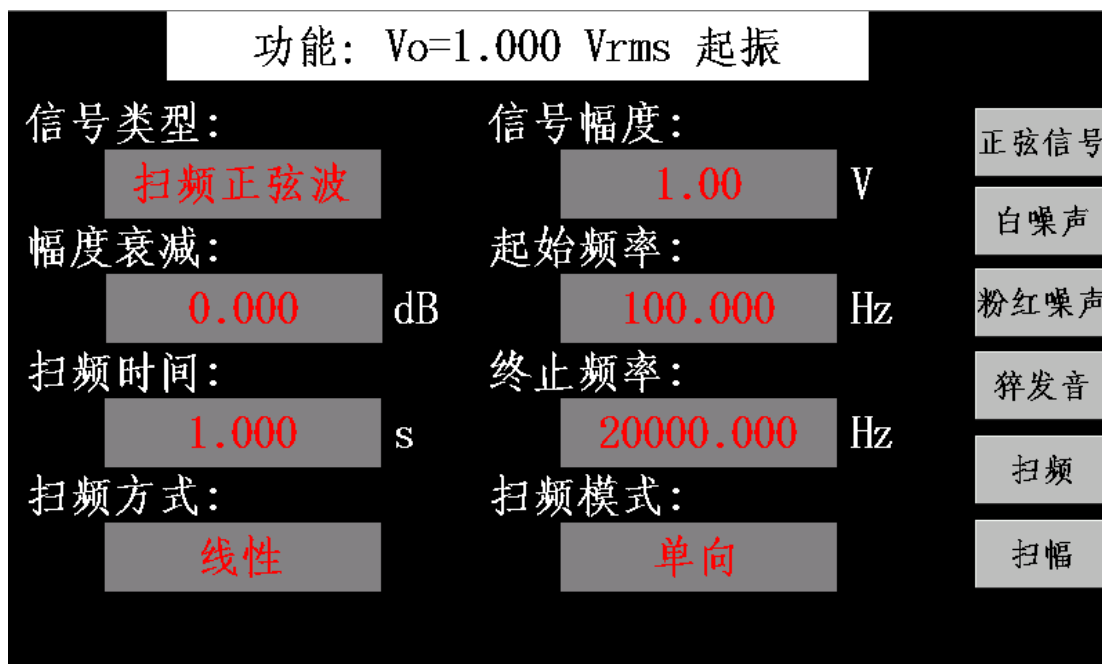 功能: Vo=1.000 Vrms 起振
信号类型:
扫频正弦波
信号幅度:
1.00 V
幅度衰减:
0.000 dB
起始频率:
100.000 Hz
扫频时间:
1.000 s
终止频率:
20000.000 Hz
扫频方式:
线性
扫频模式:
单向
正弦信号
白噪声
粉红噪声
猝发音
扫频
扫幅